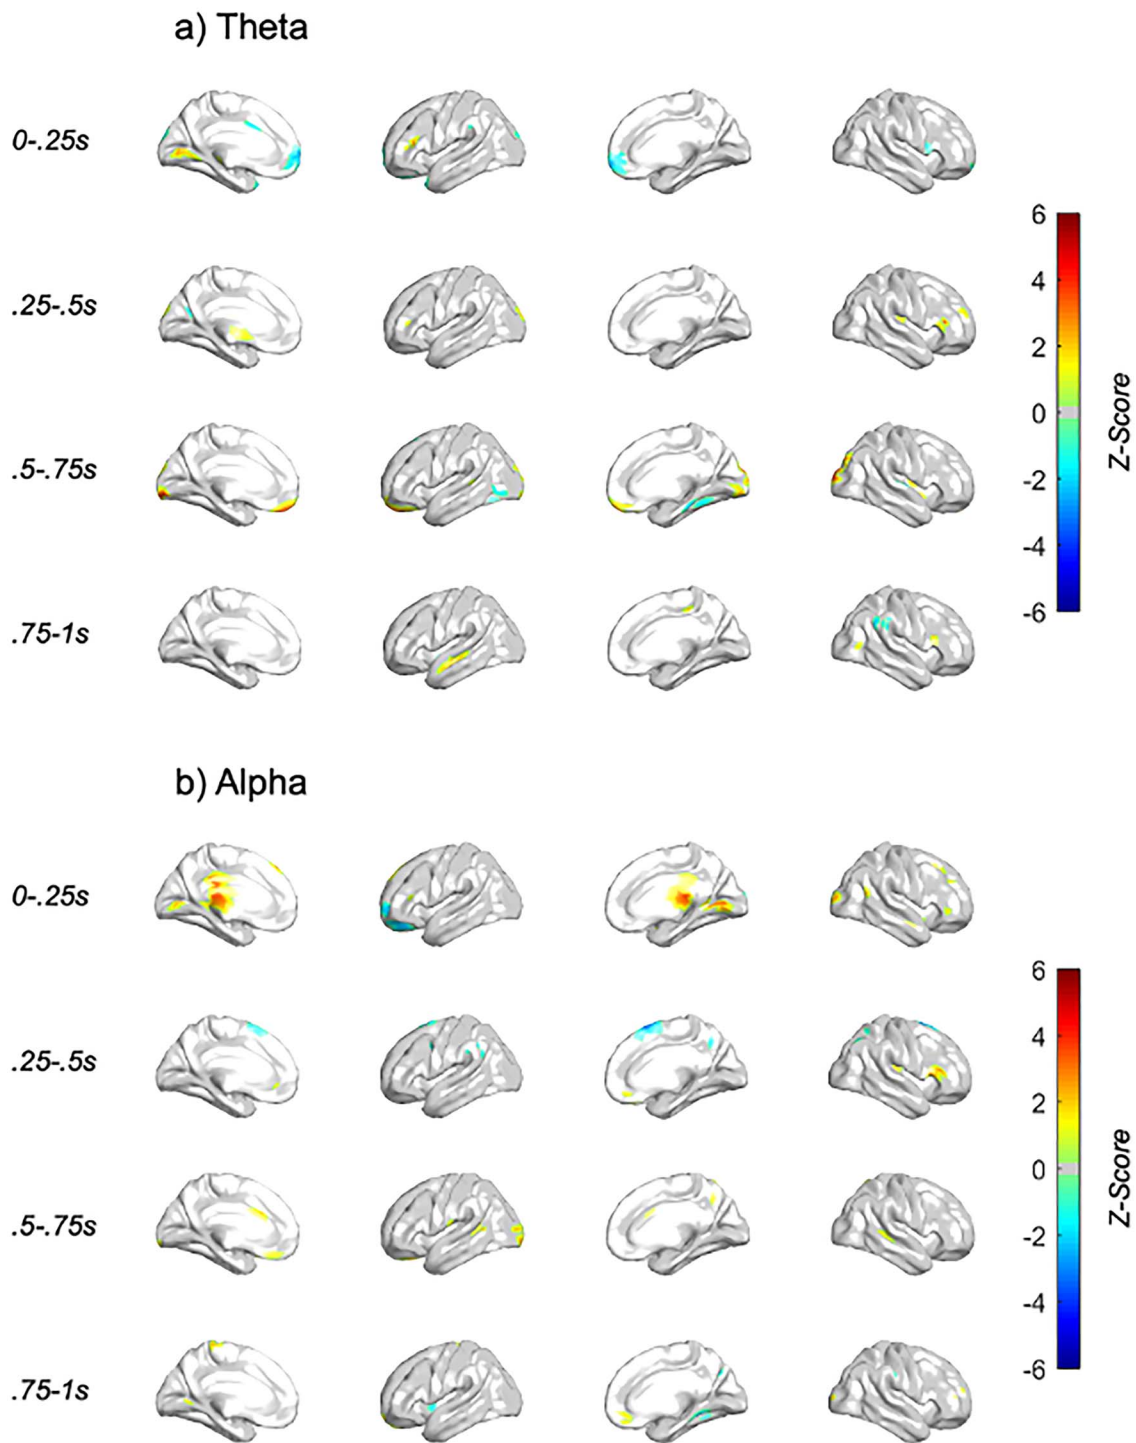 a) Theta
0-.25s
.25-.5s
.5-.75s
.75-1s
6
4
2
0
-2
-4
-6
Z-Score
b) Alpha
0-.25s
.25-.5s
.5-.75s
.75-1s
6
4
2
0
-2
-4
-6
Z-Score